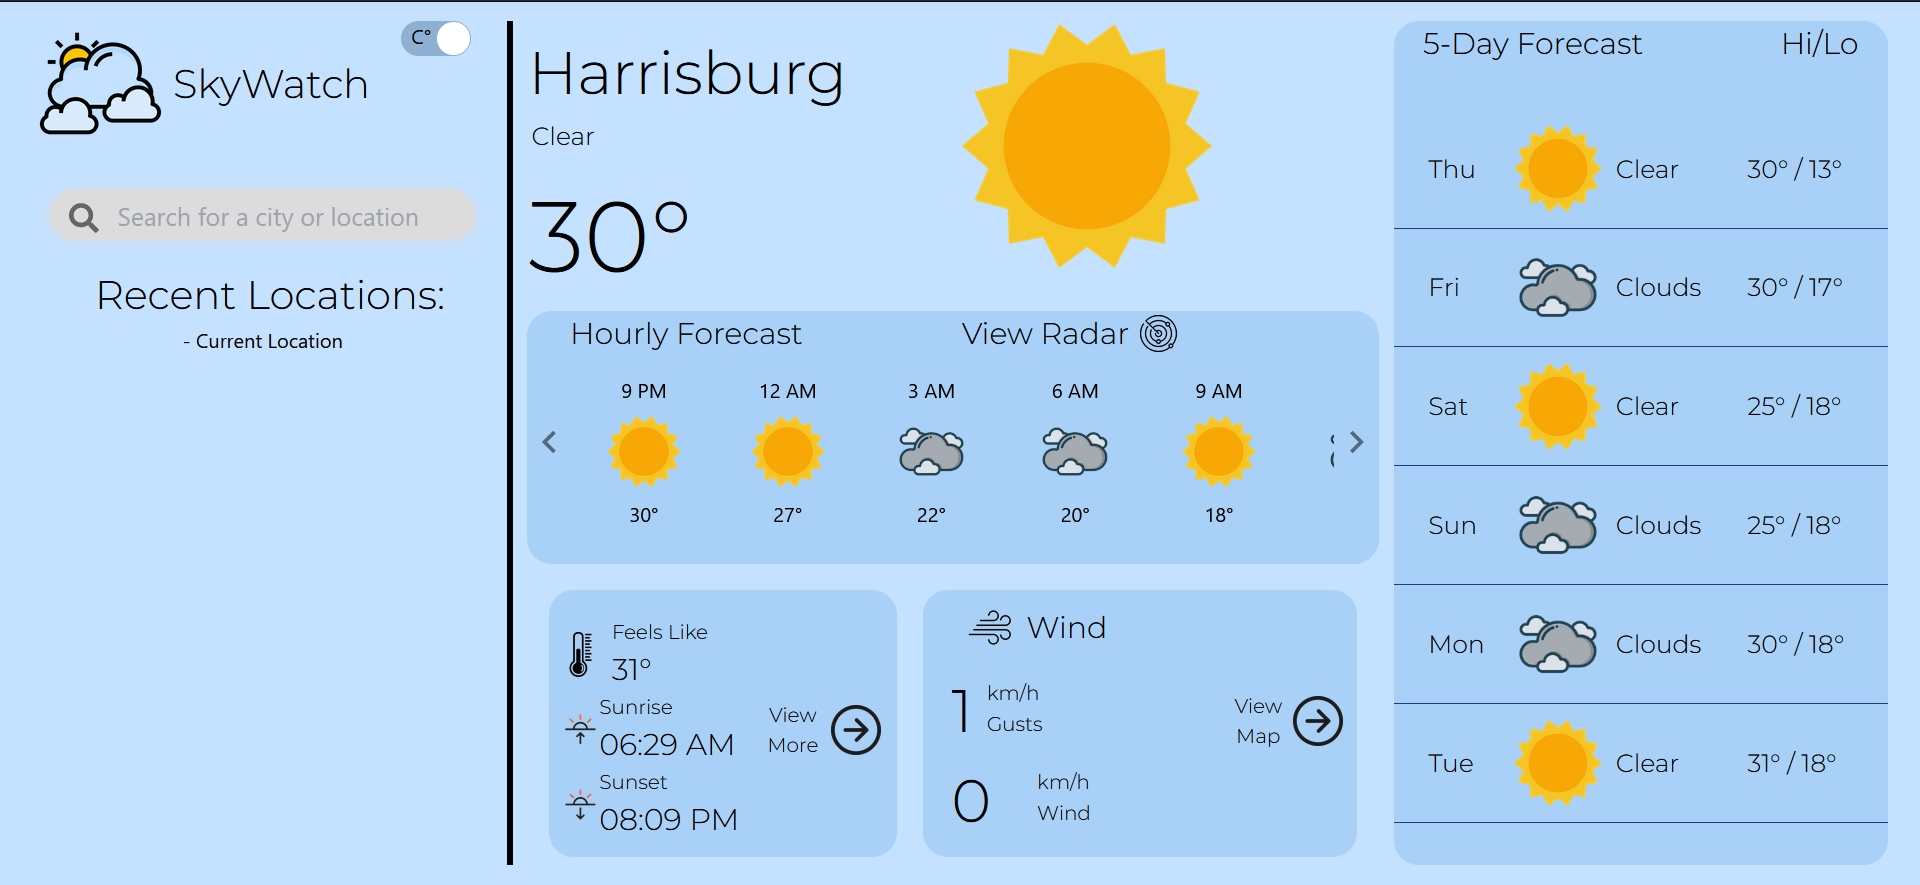 C°
SkyWatch
Search for a city or location
Recent Locations:
- Current Location
Harrisburg
Clear
30°
Hourly Forecast
View Radar
9 PM 12 AM 3 AM 6 AM 9 AM
30° 27° 22° 20° 18°
Feels Like
31°
Sunrise
06:29 AM
Sunset
08:09 PM
View
More
Wind
1 km/h
Gusts
0 km/h
Wind
View
Map
5-Day Forecast Hi/Lo
Thu Clear 30° / 13°
Fri Clouds 30° / 17°
Sat Clear 25° / 18°
Sun Clouds 25° / 18°
Mon Clouds 30° / 18°
Tue Clear 31° / 18°